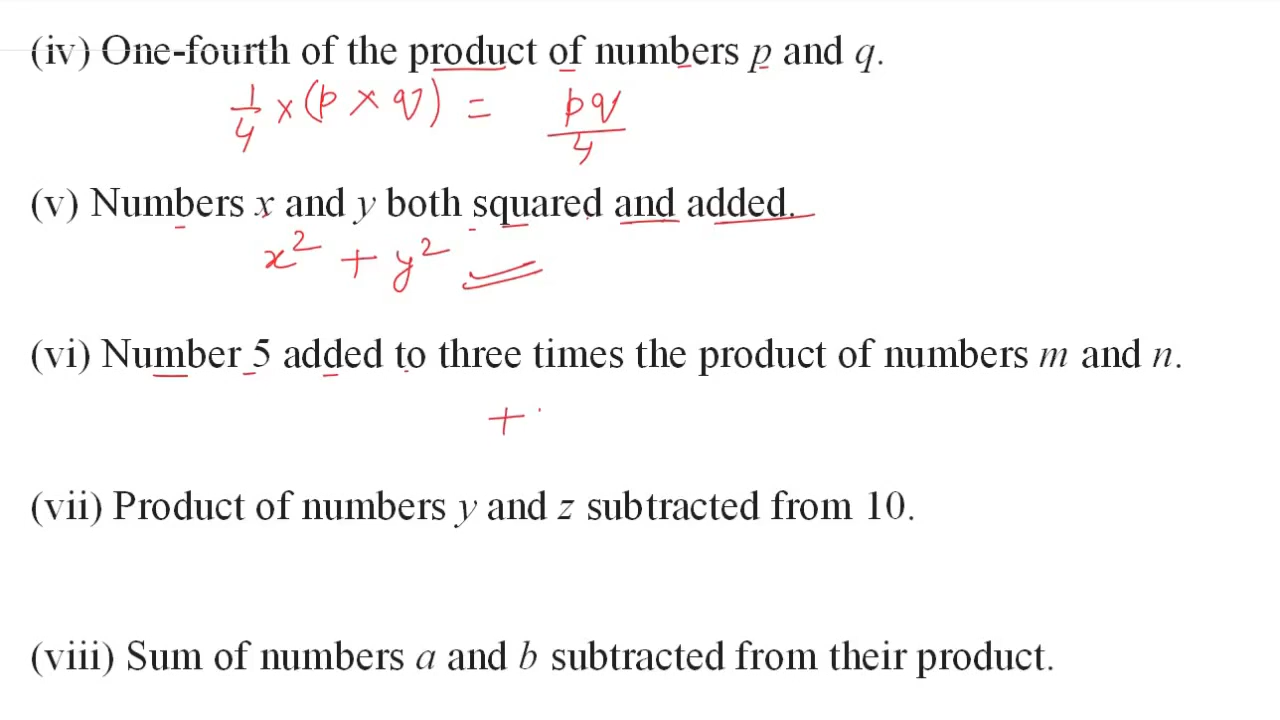 (iv) One-fourth of the product of numbers p and q.
1/4 × (p × q) = pq/4
(v) Numbers x and y both squared and added.
x² + y²
(vi) Number 5 added to three times the product of numbers m and n.
+
(vii) Product of numbers y and z subtracted from 10.
(viii) Sum of numbers a and b subtracted from their product.